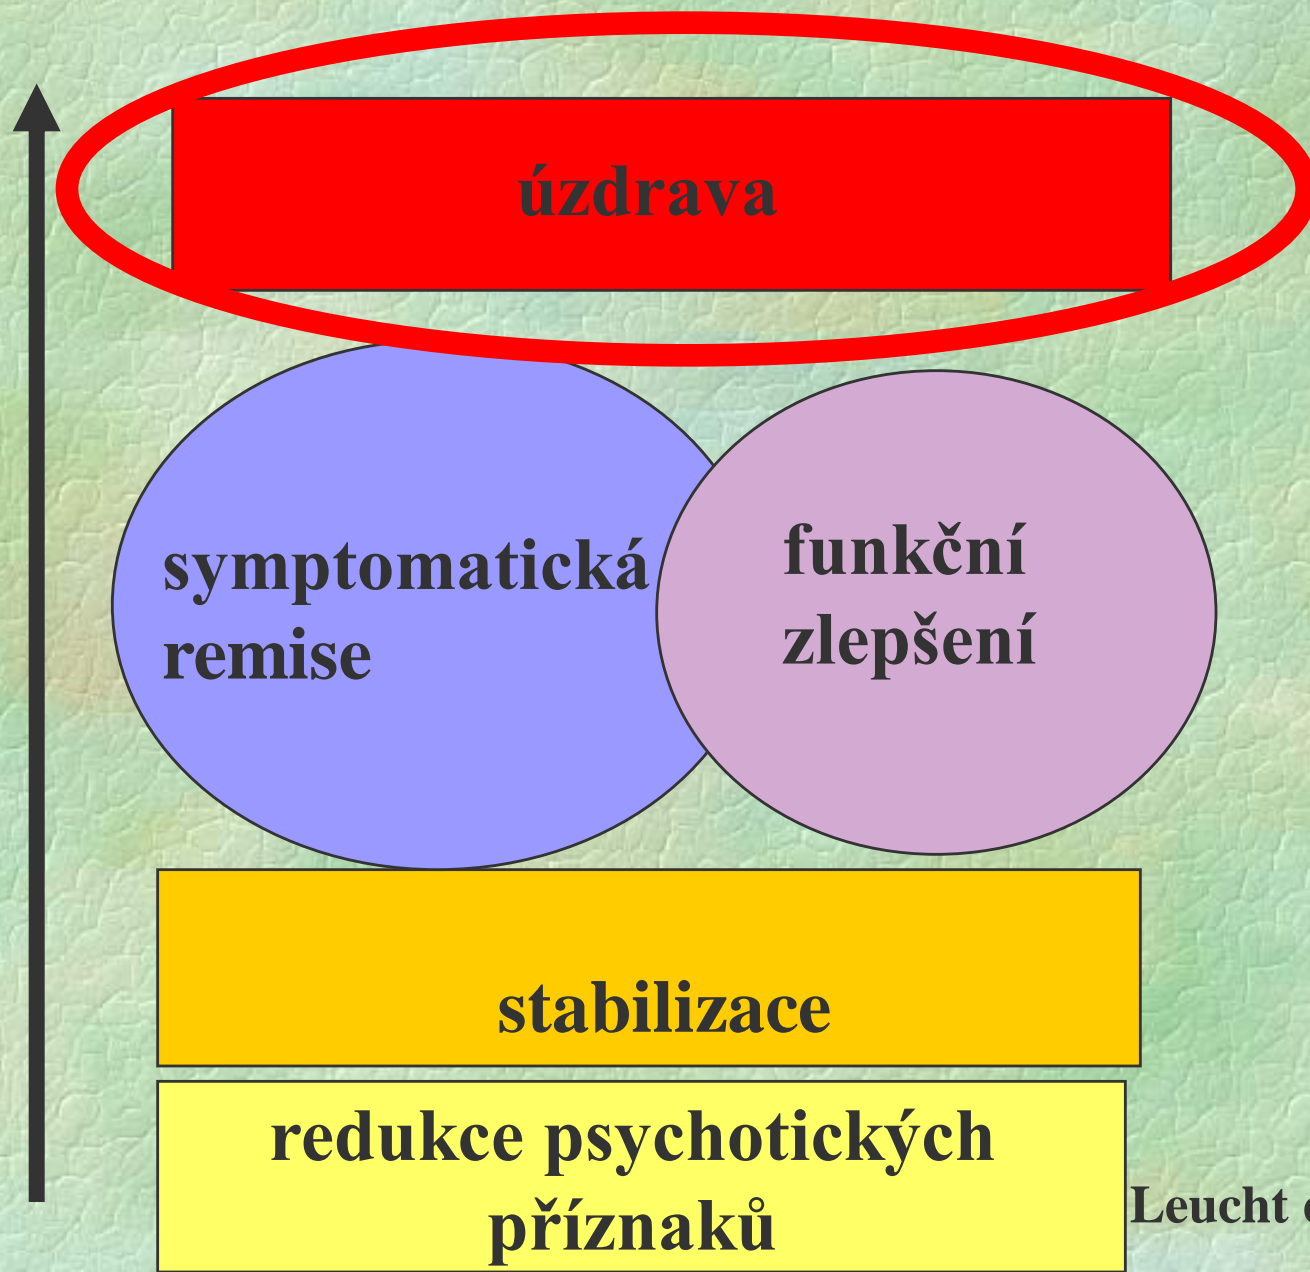 úzdrava
symptomatická
remise
funkční
zlepšení
stabilizace
redukce psychotických
příznaků
Leucht